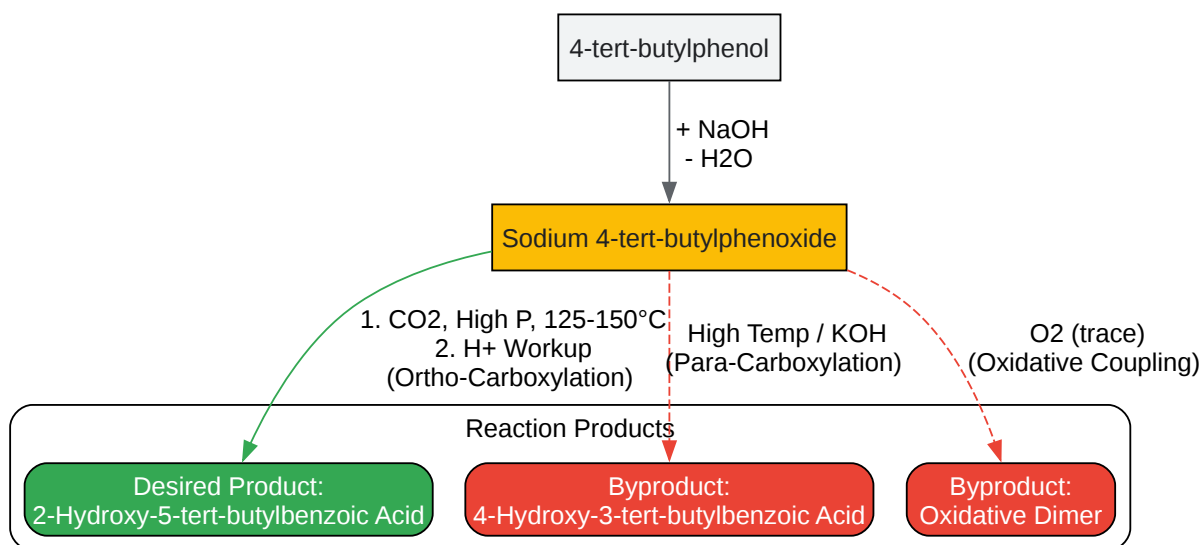 4-tert-butylphenol
+ NaOH
- H2O
Sodium 4-tert-butylphenoxide
1. CO2, High P, 125-150°C
2. H+ Workup
(Ortho-Carboxylation)
High Temp / KOH
(Para-Carboxylation)
O2 (trace)
(Oxidative Coupling)
Reaction Products
Desired Product:
2-Hydroxy-5-tert-butylbenzoic Acid
Byproduct:
4-Hydroxy-3-tert-butylbenzoic Acid
Byproduct:
Oxidative Dimer